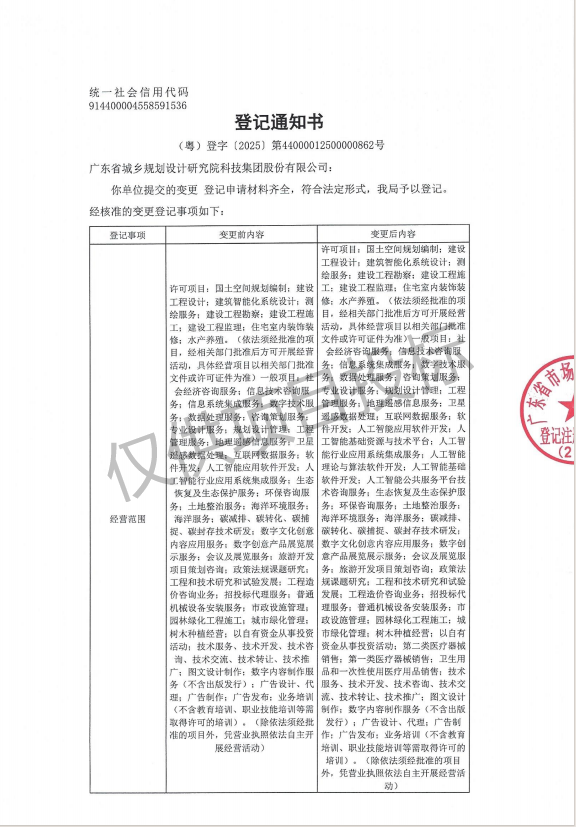 统一社会信用代码
914400004558591536
登记通知书
（粤）登字〔2025〕第44000012500000862号
广东省城乡规划设计研究院科技集团股份有限公司：
你单位提交的变更 登记申请材料齐全，符合法定形式，我局予以登记。
经核准的变更登记事项如下：
登记事项
变更前内容
变更后内容
经营范围
许可项目：国土空间规划编制；建设
工程设计；建筑智能化系统设计；测
绘服务；建设工程勘察；建设工程施
工；建设工程监理；住宅室内装饰装
修；水产养殖。（依法须经批准的项
目，经相关部门批准后方可开展经营
活动，具体经营项目以相关部门批准
文件或许可证件为准）一般项目：社
会经济咨询服务；信息技术咨询服
务；信息系统集成服务；数字技术服
务；数据处理服务；咨询策划服务；
专业设计服务；规划设计管理；工程
管理服务；地理遥感信息服务；卫星
遥感数据处理；互联网数据服务；软
件开发；人工智能应用软件开发；人
工智能行业应用系统集成服务；生态
恢复及生态保护服务；环保咨询服
务；土地整治服务；海洋环境服务；
海洋服务；碳减排、碳转化、碳捕
捉、碳封存技术研发；数字文化创意
内容应用服务；数字创意产品展览展
示服务；会议及展览服务；旅游开发
项目策划咨询；政策法规课题研究；
工程和技术研究和试验发展；工程造
价咨询业务；招投标代理服务；普通
机械设备安装服务；市政设施管理；
园林绿化工程施工；城市绿化管理；
树木种植经营；以自有资金从事投资
活动；技术服务、技术开发、技术咨
询、技术交流、技术转让、技术推
广；图文设计制作；数字内容制作服
务（不含出版发行）；广告设计、代
理；广告制作；广告发布；业务培训
（不含教育培训、职业技能培训等需
取得许可的培训）。（除依法须经批
准的项目外，凭营业执照依法自主开
展经营活动）
许可项目：国土空间规划编制；建设
工程设计；建筑智能化系统设计；测
绘服务；建设工程勘察；建设工程施
工；建设工程监理；住宅室内装饰装
修；水产养殖。（依法须经批准的项
目，经相关部门批准后方可开展经营
活动，具体经营项目以相关部门批准
文件或许可证件为准）一般项目：社
会经济咨询服务；信息技术咨询服
务；信息系统集成服务；数字技术服
务；数据处理服务；咨询策划服务；
专业设计服务；规划设计管理；工程
管理服务；地理遥感信息服务；卫星
遥感数据处理；互联网数据服务；软
件开发；人工智能应用软件开发；人
工智能基础资源与技术平台；人工智
能行业应用系统集成服务；人工智能
理论与算法软件开发；人工智能基础
软件开发；人工智能公共服务平台技
术咨询服务；生态恢复及生态保护服
务；环保咨询服务；土地整治服务；
海洋环境服务；海洋服务；碳减排、
碳转化、碳捕捉、碳封存技术研发；
数字文化创意内容应用服务；数字创
意产品展览展示服务；会议及展览服
务；旅游开发项目策划咨询；政策法
规课题研究；工程和技术研究和试验
发展；工程造价咨询业务；招投标代
理服务；普通机械设备安装服务；市
政设施管理；园林绿化工程施工；城
市绿化管理；树木种植经营；以自有
资金从事投资活动；第二类医疗器械
销售；第一类医疗器械销售；卫生用品
和一次性使用医疗用品销售；技术
服务、技术开发、技术咨询、技术交
流、技术转让、技术推广；图文设计
制作；数字内容制作服务（不含出版
发行）；广告设计、代理；广告制
作；广告发布；业务培训（不含教育
培训、职业技能培训等需取得许可的
培训）。（除依法须经批准的项目
外，凭营业执照依法自主开展经营活
动）
仅供项目投标
广东省市场
登记注
(2